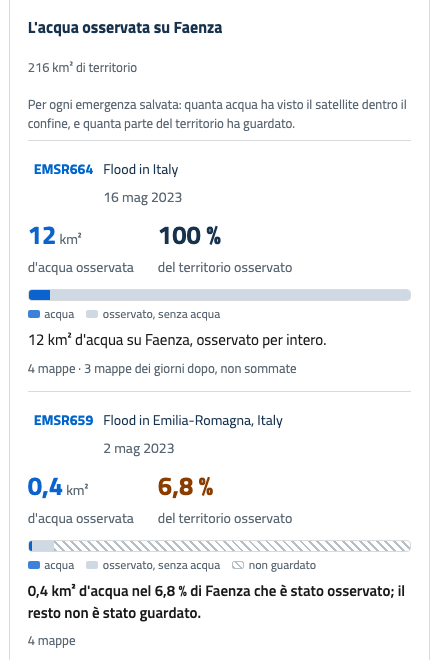 L'acqua osservata su Faenza
216 km² di territorio
Per ogni emergenza salvata: quanta acqua ha visto il satellite dentro il
confine, e quanta parte del territorio ha guardato.
EMSR664 Flood in Italy
16 mag 2023
12 km² 100 %
d'acqua osservata del territorio osservato
acqua osservato, senza acqua
12 km² d'acqua su Faenza, osservato per intero.
4 mappe · 3 mappe dei giorni dopo, non sommate
EMSR659 Flood in Emilia-Romagna, Italy
2 mag 2023
0,4 km² 6,8 %
d'acqua osservata del territorio osservato
acqua osservato, senza acqua non guardato
0,4 km² d'acqua nel 6,8 % di Faenza che è stato osservato; il
resto non è stato guardato.
4 mappe